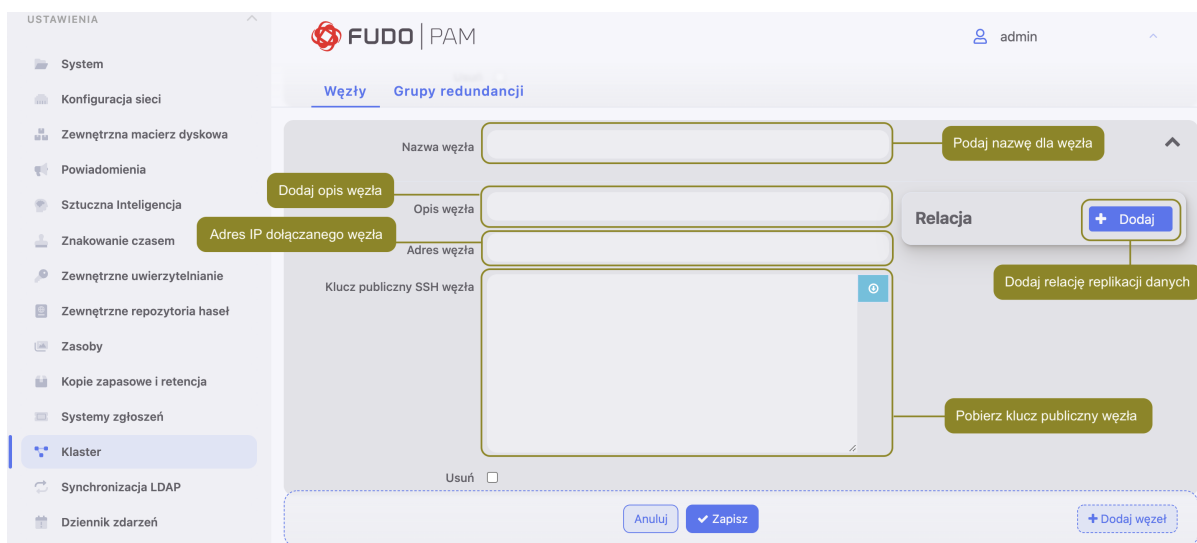 USTAWIENIA
FUDO PAM
admin
System
Konfiguracja sieci
Zewnętrzna macierz dyskowa
Powiadomienia
Sztuczna Inteligencja
Znakowanie czasem
Zewnętrzne uwierzytelnianie
Zewnętrzne repozytoria haseł
Zasoby
Kopie zapasowe i retencja
Systemy zgłoszeń
Klaster
Synchronizacja LDAP
Dziennik zdarzeń
Węzły
Grupy redundancji
Nazwa węzła
Podaj nazwę dla węzła
Dodaj opis węzła
Opis węzła
Relacja
Dodaj
Adres IP dołączanego węzła
Adres węzła
Dodaj relację replikacji danych
Klucz publiczny SSH węzła
Pobierz klucz publiczny węzła
Usuń
Anuluj
Zapisz
Dodaj węzeł